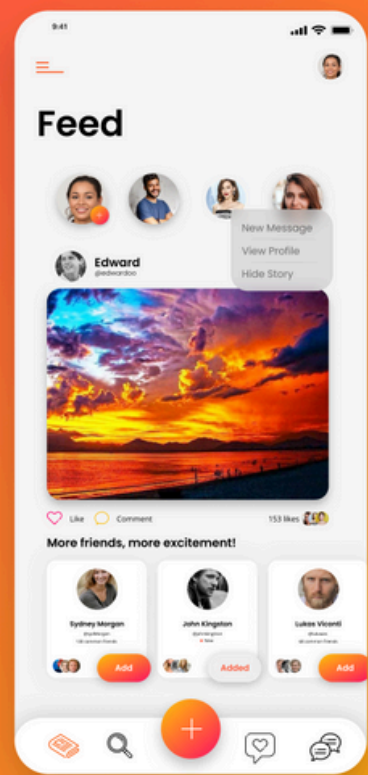 9:41
Feed
New Message
View Profile
Hide Story
Edward
@edwardoo
Like Comment 153 likes
More friends, more excitement!
Sydney Morgan
John Kingston
Lukas Viconti
Add
Added
Add